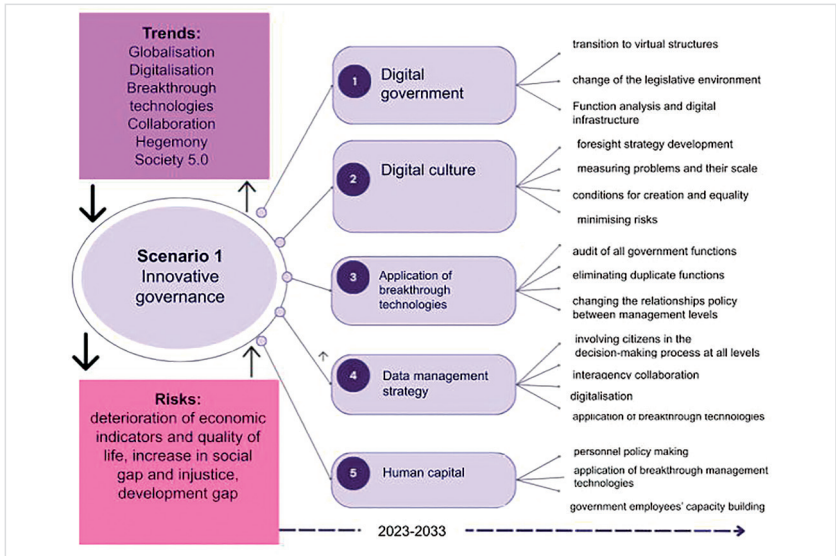 Trends:
Globalisation
Digitalisation
Breakthrough
technologies
Collaboration
Hegemony
Society 5.0
Scenario 1
Innovative
governance
Risks:
deterioration of economic
indicators and quality of
life, increase in social
gap and injustice,
development gap
1
Digital
government
transition to virtual structures
change of the legislative environment
Function analysis and digital
infrastructure
2
Digital culture
foresight strategy development
measuring problems and their scale
conditions for creation and equality
minimising risks
3
Application of
breakthrough
technologies
audit of all government functions
eliminating duplicate functions
changing the relationships policy
between management levels
4
Data management
strategy
involving citizens in the
decision-making process at all levels
interagency collaboration
digitalisation
application of breakthrough technologies
5
Human capital
personnel policy making
application of breakthrough management
technologies
government employees' capacity building
2023-2033